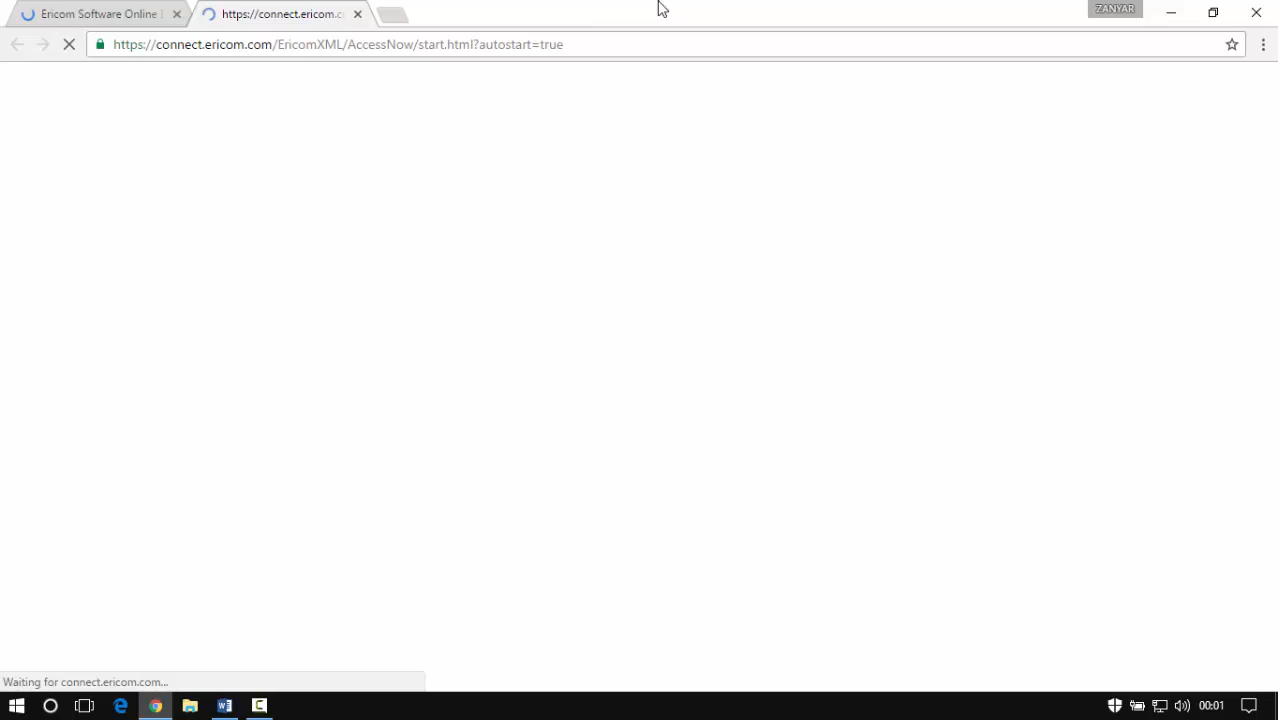 Ericom Software Online
https://connect.ericom.c
ZANYAR
https://connect.ericom.com/EricomXML/AccessNow/start.html?autostart=true
Waiting for connect.ericom.com...
00:01